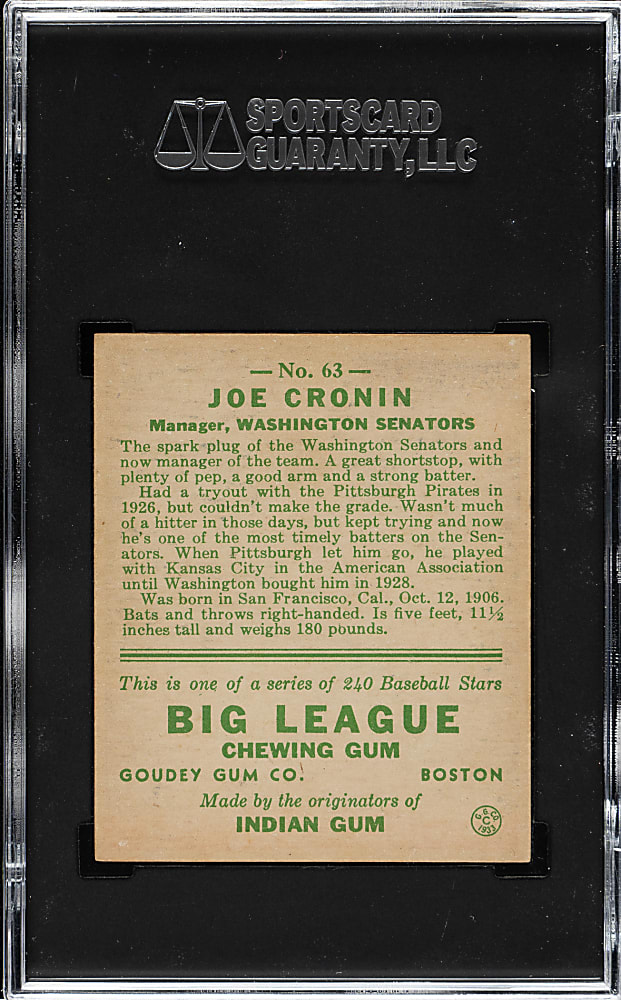 SPORTSCARD
GUARANTY, LLC
— No. 63 —
JOE CRONIN
Manager, WASHINGTON SENATORS
The spark plug of the Washington Senators and
now manager of the team. A great shortstop, with
plenty of pep, a good arm and a strong batter.
Had a tryout with the Pittsburgh Pirates in
1926, but couldn't make the grade. Wasn't much
of a hitter in those days, but kept trying and now
he's one of the most timely batters on the Sen-
ators. When Pittsburgh let him go, he played
with Kansas City in the American Association
until Washington bought him in 1928.
Was born in San Francisco, Cal., Oct. 12, 1906.
Bats and throws right-handed. Is five feet, 11½
inches tall and weighs 180 pounds.
This is one of a series of 240 Baseball Stars
BIG LEAGUE
CHEWING GUM
GOUDEY GUM CO. BOSTON
Made by the originators of
INDIAN GUM
G. G. CO
C
1933